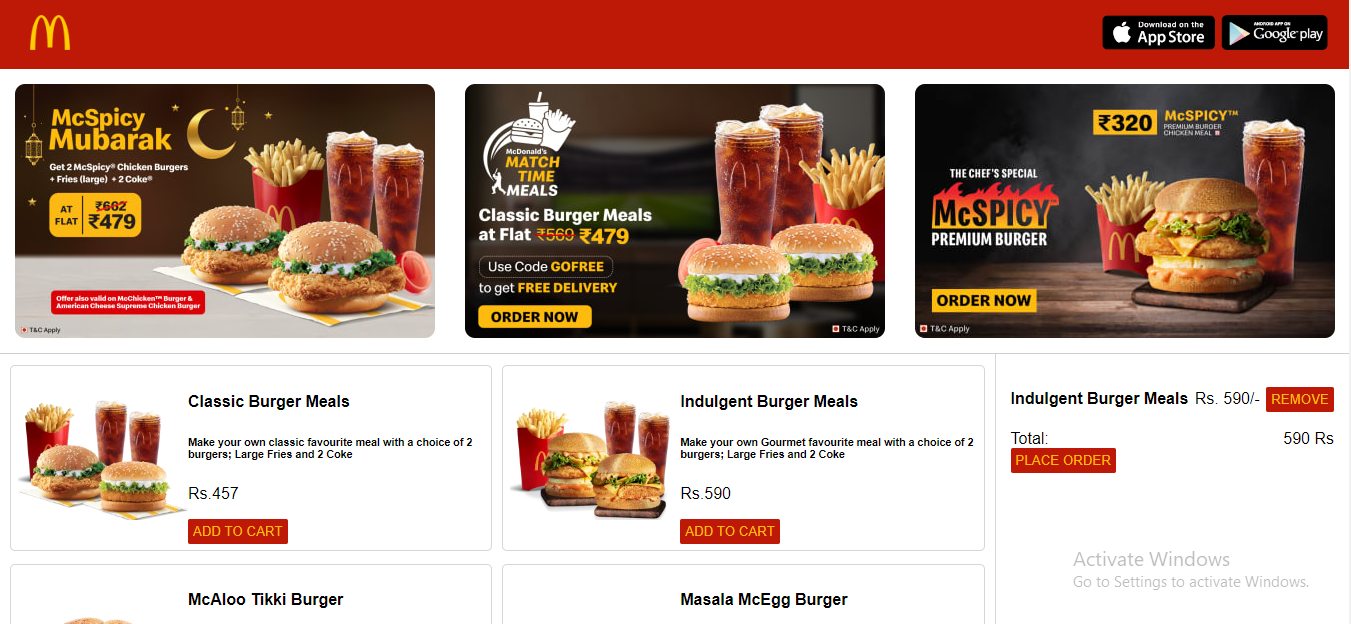 Download on the
App Store
ANDROID APP ON
Google play
McSpicy
Mubarak
Get 2 McSpicy® Chicken Burgers
+ Fries (large) + 2 Coke®
AT
FLAT
₹662
₹479
Offer also valid on McChicken™ Burger &
American Cheese Supreme Chicken Burger
T&C Apply
McDonald's
MATCH
TIME
MEALS
Classic Burger Meals
at Flat ₹569 ₹479
Use Code GOFREE
to get FREE DELIVERY
ORDER NOW
T&C Apply
₹320
McSPICY™
PREMIUM BURGER
CHICKEN MEAL
THE CHEF'S SPECIAL
McSPICY™
PREMIUM BURGER
ORDER NOW
T&C Apply
Classic Burger Meals
Make your own classic favourite meal with a choice of 2
burgers; Large Fries and 2 Coke
Rs.457
ADD TO CART
Indulgent Burger Meals
Make your own Gourmet favourite meal with a choice of 2
burgers; Large Fries and 2 Coke
Rs.590
ADD TO CART
Indulgent Burger Meals Rs. 590/- REMOVE
Total: 590 Rs
PLACE ORDER
McAloo Tikki Burger
Masala McEgg Burger
Activate Windows
Go to Settings to activate Windows.